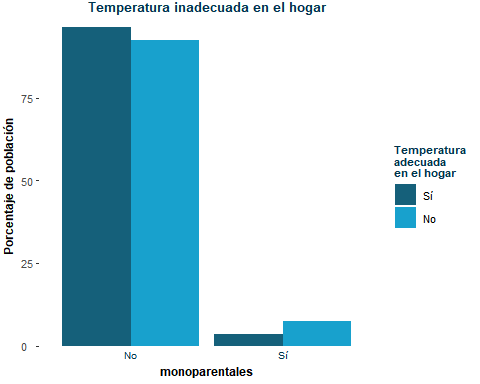 Temperatura inadecuada en el hogar
Porcentaje de población
75
50
25
0
No
Sí
monoparentales
Temperatura
adecuada
en el hogar
Sí
No